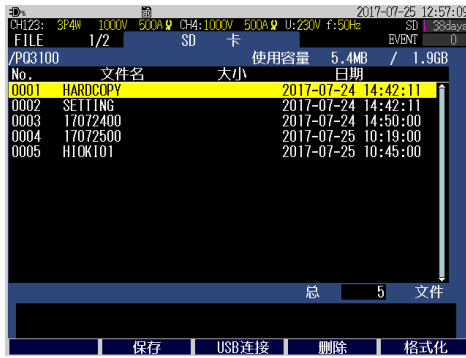 2017-07-25 12:57:0
CH123: 3P4W 1000V 500A CH4:1000V 500A U:230V f:50Hz SD 38days
FILE 1/2 SD 卡 EVENT 0
/PQ3100 使用容量 5.4MB / 1.9GB
No. 文件名 大小 日期
0001 HARDCOPY 2017-07-24 14:42:11
0002 SETTING 2017-07-24 14:42:11
0003 17072400 2017-07-24 14:50:00
0004 17072500 2017-07-25 10:19:00
0005 HIOKI01 2017-07-25 10:45:00
总 5 文件
保存 USB连接 删除 格式化